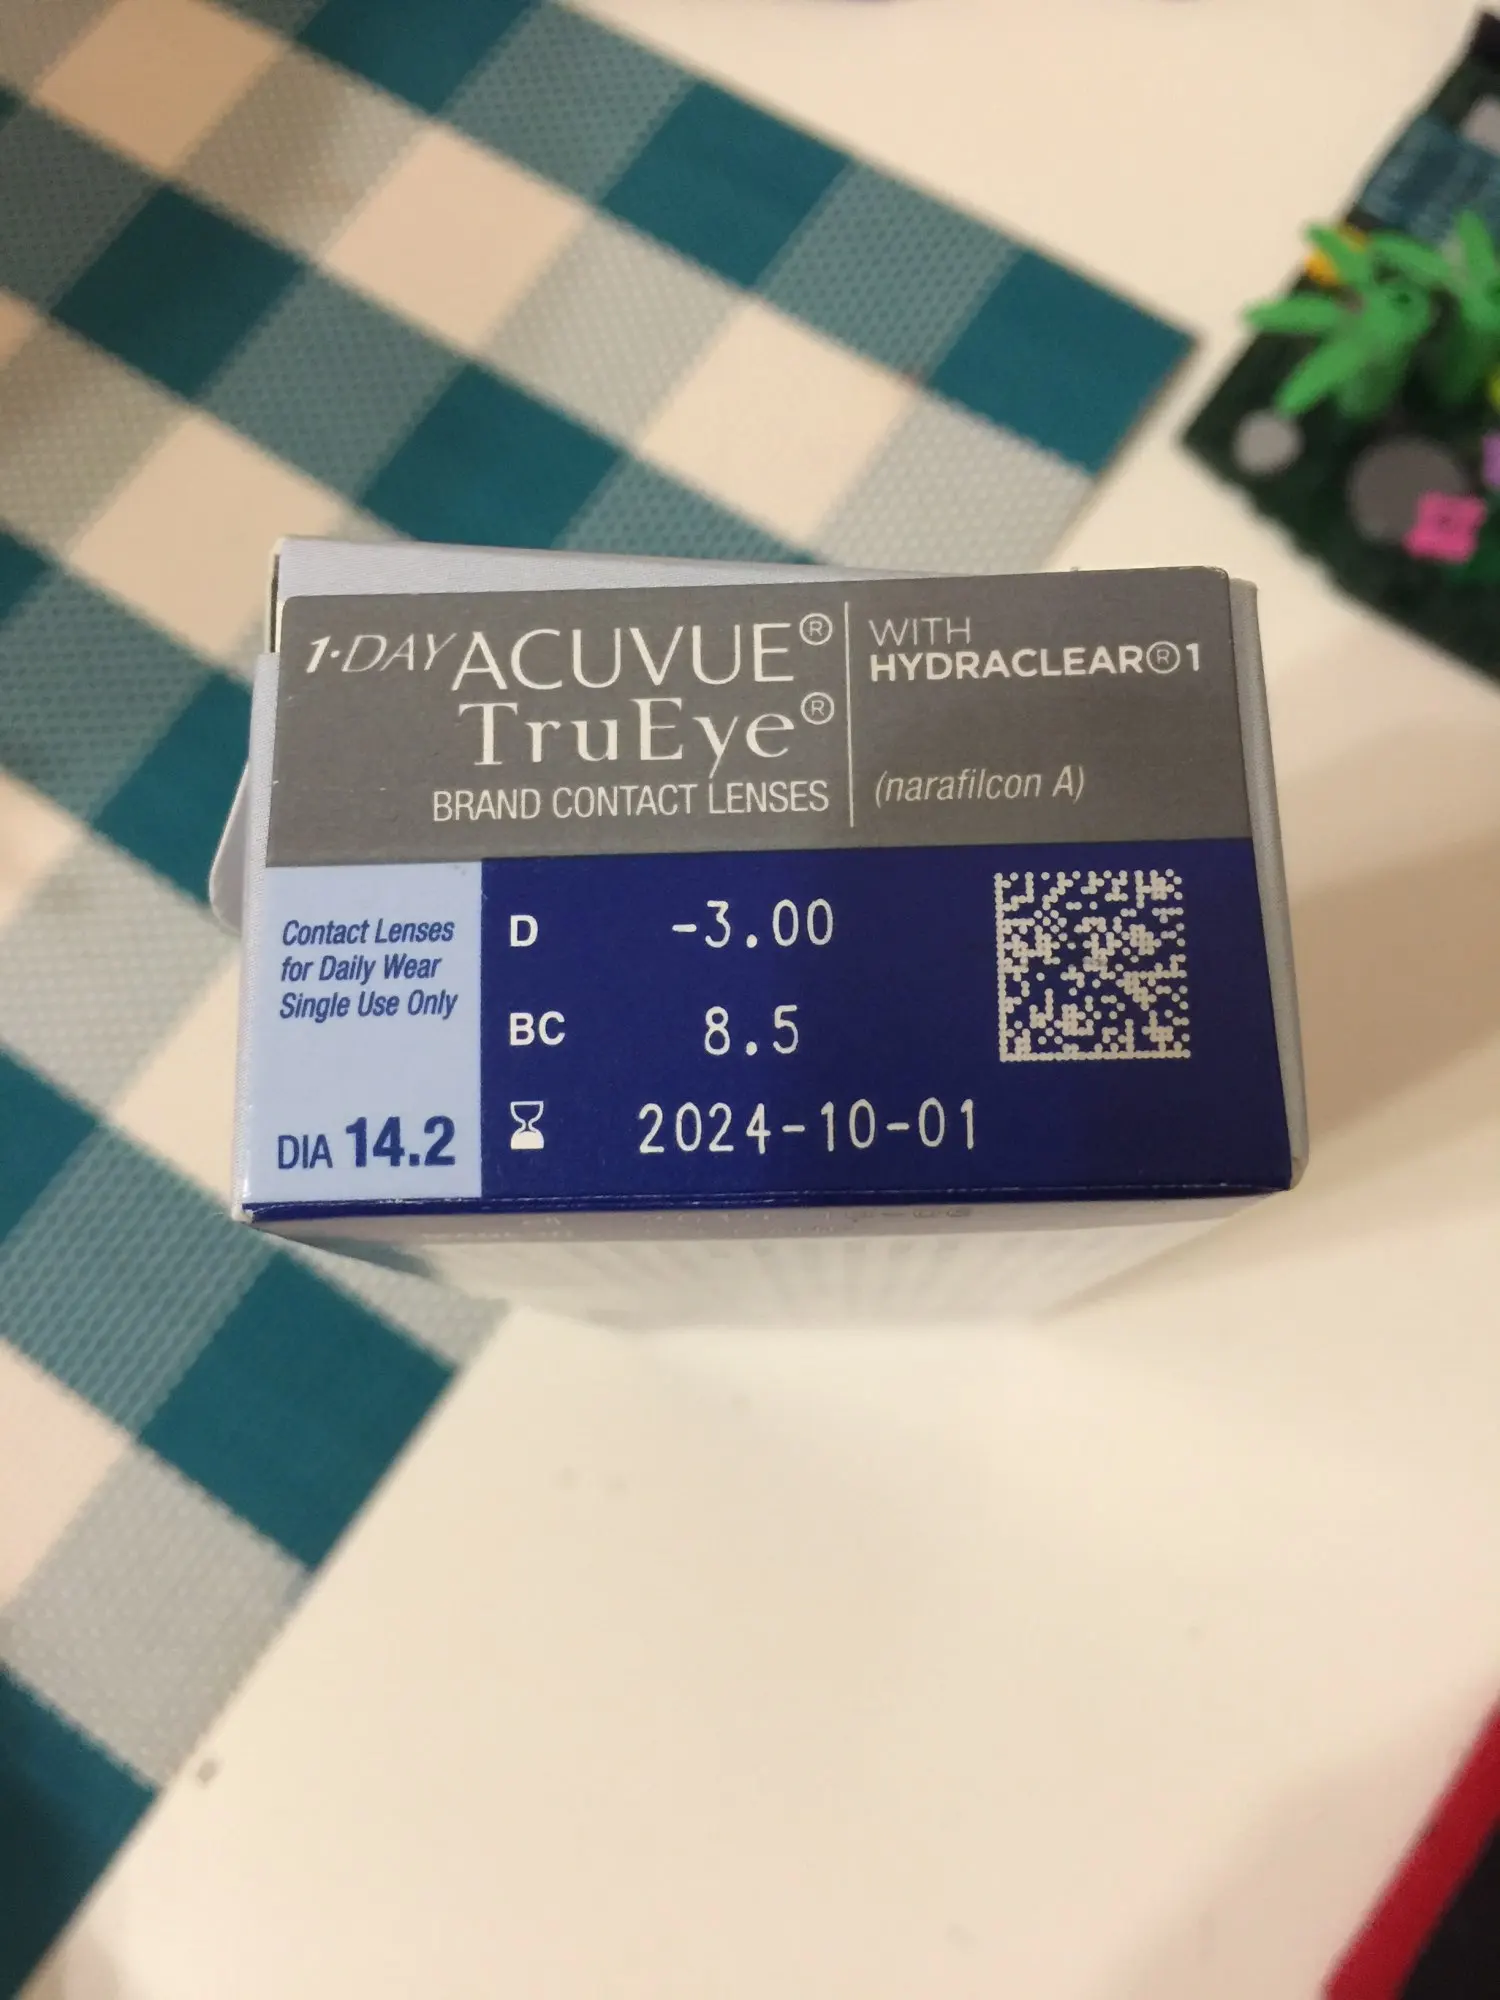 1·DAY ACUVUE®
TruEye®
BRAND CONTACT LENSES
WITH
HYDRACLEAR®1
(narafilcon A)
Contact Lenses
for Daily Wear
Single Use Only
DIA 14.2
D -3.00
BC 8.5
2024-10-01